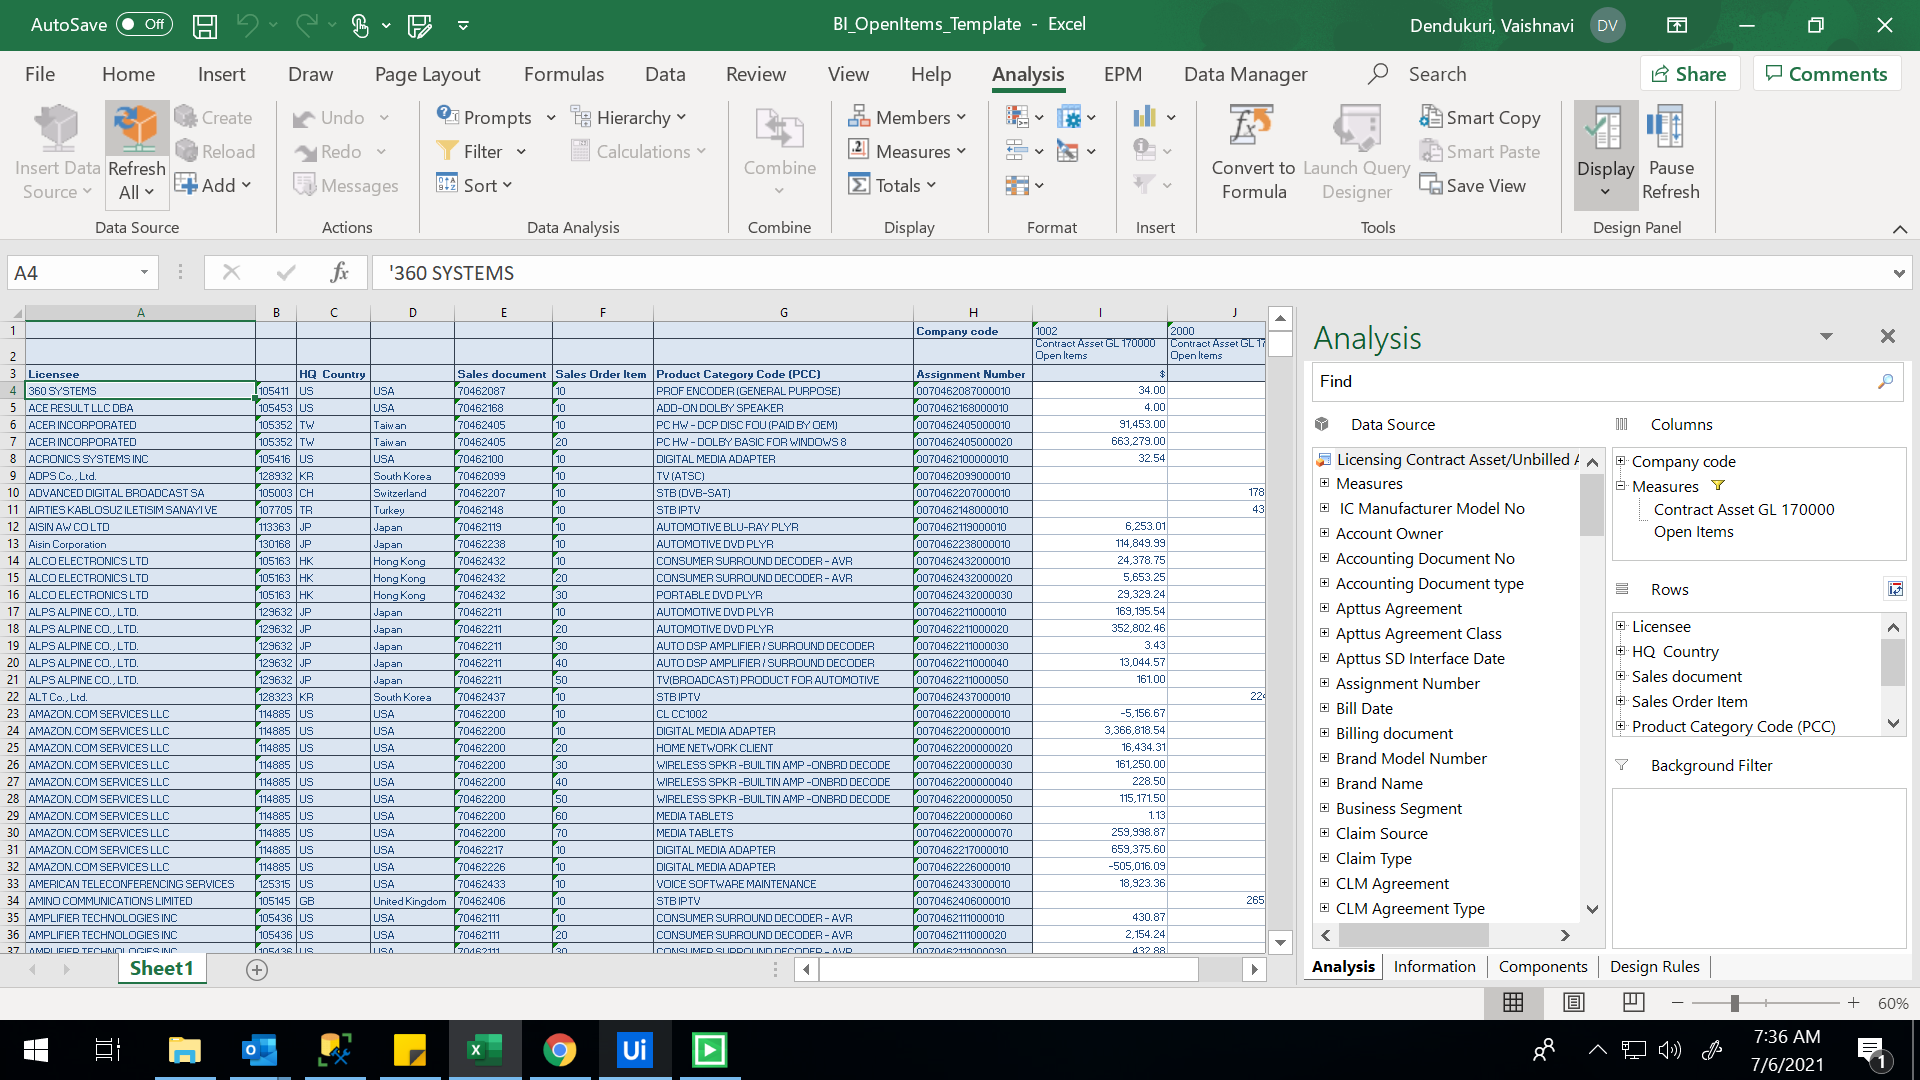 AutoSave Off BI_OpenItems_Template - Excel Dendukuri, Vaishnavi DV
File Home Insert Draw Page Layout Formulas Data Review View Help Analysis EPM Data Manager Search Share Comments
Insert Data Source Refresh All Create Reload Add Data Source
Undo Redo Messages Actions
Prompts Filter Sort Hierarchy Calculations Data Analysis
Combine Combine
Members Measures Totals Display
Format
Insert
Convert to Formula Launch Query Designer Smart Copy Smart Paste Save View Tools
Display Pause Refresh Design Panel
A4 fx '360 SYSTEMS
A B C D E F G H I J
1 Company code 1002 2000
2 Contract Asset GL 170000 Open Items Contract Asset GL 17 Open Items
3 Licensee HQ Country Sales document Sales Order Item Product Category Code (PCC) Assignment Number $
4 360 SYSTEMS 105411 US USA 70462087 10 PROF ENCODER (GENERAL PURPOSE) 0070462087000010 34.00
5 ACE RESULT LLC DBA 105453 US USA 70462168 10 ADD-ON DOLBY SPEAKER 0070462168000010 4.00
6 ACER INCORPORATED 105352 TW Taiwan 70462405 10 PC HW - DCP DISC FOU (PAID BY OEM) 0070462405000010 91,453.00
7 ACER INCORPORATED 105352 TW Taiwan 70462405 20 PC HW - DOLBY BASIC FOR WINDOWS 8 0070462405000020 663,279.00
8 ACRONICS SYSTEMS INC 105416 US USA 70462100 10 DIGITAL MEDIA ADAPTER 0070462100000010 32.54
9 ADPS Co., Ltd. 128932 KR South Korea 70462099 10 TV (ATSC) 0070462099000010
10 ADVANCED DIGITAL BROADCAST SA 105003 CH Switzerland 70462207 10 STB (DVB-SAT) 0070462207000010 178
11 AIRTIES KABLOSUZ ILETISIM SANAYI VE 107705 TR Turkey 70462148 10 STB IPTV 0070462148000010 43
12 AISIN AW CO LTD 113363 JP Japan 70462119 10 AUTOMOTIVE BLU-RAY PLYR 0070462119000010 6,253.01
13 Aisin Corporation 130168 JP Japan 70462238 10 AUTOMOTIVE DVD PLYR 0070462238000010 114,849.99
14 ALCO ELECTRONICS LTD 105163 HK Hong Kong 70462432 10 CONSUMER SURROUND DECODER - AVR 0070462432000010 24,378.75
15 ALCO ELECTRONICS LTD 105163 HK Hong Kong 70462432 20 CONSUMER SURROUND DECODER - AVR 0070462432000020 5,653.25
16 ALCO ELECTRONICS LTD 105163 HK Hong Kong 70462432 30 PORTABLE DVD PLYR 0070462432000030 29,329.24
17 ALPS ALPINE CO., LTD. 129632 JP Japan 70462211 10 AUTOMOTIVE DVD PLYR 0070462211000010 169,195.54
18 ALPS ALPINE CO., LTD. 129632 JP Japan 70462211 20 AUTOMOTIVE DVD PLYR 0070462211000020 352,802.46
19 ALPS ALPINE CO., LTD. 129632 JP Japan 70462211 30 AUTO DSP AMPLIFIER / SURROUND DECODER 0070462211000030 3.43
20 ALPS ALPINE CO., LTD. 129632 JP Japan 70462211 40 AUTO DSP AMPLIFIER / SURROUND DECODER 0070462211000040 13,044.57
21 ALPS ALPINE CO., LTD. 129632 JP Japan 70462211 50 TV(BROADCAST) PRODUCT FOR AUTOMOTIVE 0070462211000050 161.00
22 ALT Co., Ltd. 128323 KR South Korea 70462437 10 STB IPTV 0070462437000010 224
23 AMAZON.COM SERVICES LLC 114885 US USA 70462200 10 CL CC1002 0070462200000010 -5,156.67
24 AMAZON.COM SERVICES LLC 114885 US USA 70462200 10 DIGITAL MEDIA ADAPTER 0070462200000010 3,366,818.54
25 AMAZON.COM SERVICES LLC 114885 US USA 70462200 20 HOME NETWORK CLIENT 0070462200000020 16,434.31
26 AMAZON.COM SERVICES LLC 114885 US USA 70462200 30 WIRELESS SPKR -BUILTIN AMP -ONBRD DECODE 0070462200000030 161,250.00
27 AMAZON.COM SERVICES LLC 114885 US USA 70462200 40 WIRELESS SPKR -BUILTIN AMP -ONBRD DECODE 0070462200000040 228.50
28 AMAZON.COM SERVICES LLC 114885 US USA 70462200 50 WIRELESS SPKR -BUILTIN AMP -ONBRD DECODE 0070462200000050 115,171.50
29 AMAZON.COM SERVICES LLC 114885 US USA 70462200 60 MEDIA TABLETS 0070462200000060 1.13
30 AMAZON.COM SERVICES LLC 114885 US USA 70462200 70 MEDIA TABLETS 0070462200000070 259,998.87
31 AMAZON.COM SERVICES LLC 114885 US USA 70462217 10 DIGITAL MEDIA ADAPTER 0070462217000010 659,375.60
32 AMAZON.COM SERVICES LLC 114885 US USA 70462226 10 DIGITAL MEDIA ADAPTER 0070462226000010 -505,016.09
33 AMERICAN TELECONFERENCING SERVICES 125315 US USA 70462433 10 VOICE SOFTWARE MAINTENANCE 0070462433000010 18,923.36
34 AMINO COMMUNICATIONS LIMITED 105145 GB United Kingdom 70462406 10 STB IPTV 0070462406000010 265
35 AMPLIFIER TECHNOLOGIES INC 105436 US USA 70462111 10 CONSUMER SURROUND DECODER - AVR 0070462111000010 430.87
36 AMPLIFIER TECHNOLOGIES INC 105436 US USA 70462111 20 CONSUMER SURROUND DECODER - AVR 0070462111000020 2,154.24
37 AMPLIFIER TECHNOLOGIES INC 105436 US USA 70462111 30 CONSUMER SURROUND DECODER - AVR 0070462111000030 432.88
Sheet1
Analysis
Find
Data Source
Licensing Contract Asset/Unbilled A
Measures
IC Manufacturer Model No
Account Owner
Accounting Document No
Accounting Document type
Apttus Agreement
Apttus Agreement Class
Apttus SD Interface Date
Assignment Number
Bill Date
Billing document
Brand Model Number
Brand Name
Business Segment
Claim Source
Claim Type
CLM Agreement
CLM Agreement Type
Columns
Company code
Measures
Contract Asset GL 170000
Open Items
Rows
Licensee
HQ Country
Sales document
Sales Order Item
Product Category Code (PCC)
Background Filter
Analysis Information Components Design Rules
60%
Ui
7:36 AM
7/6/2021
1